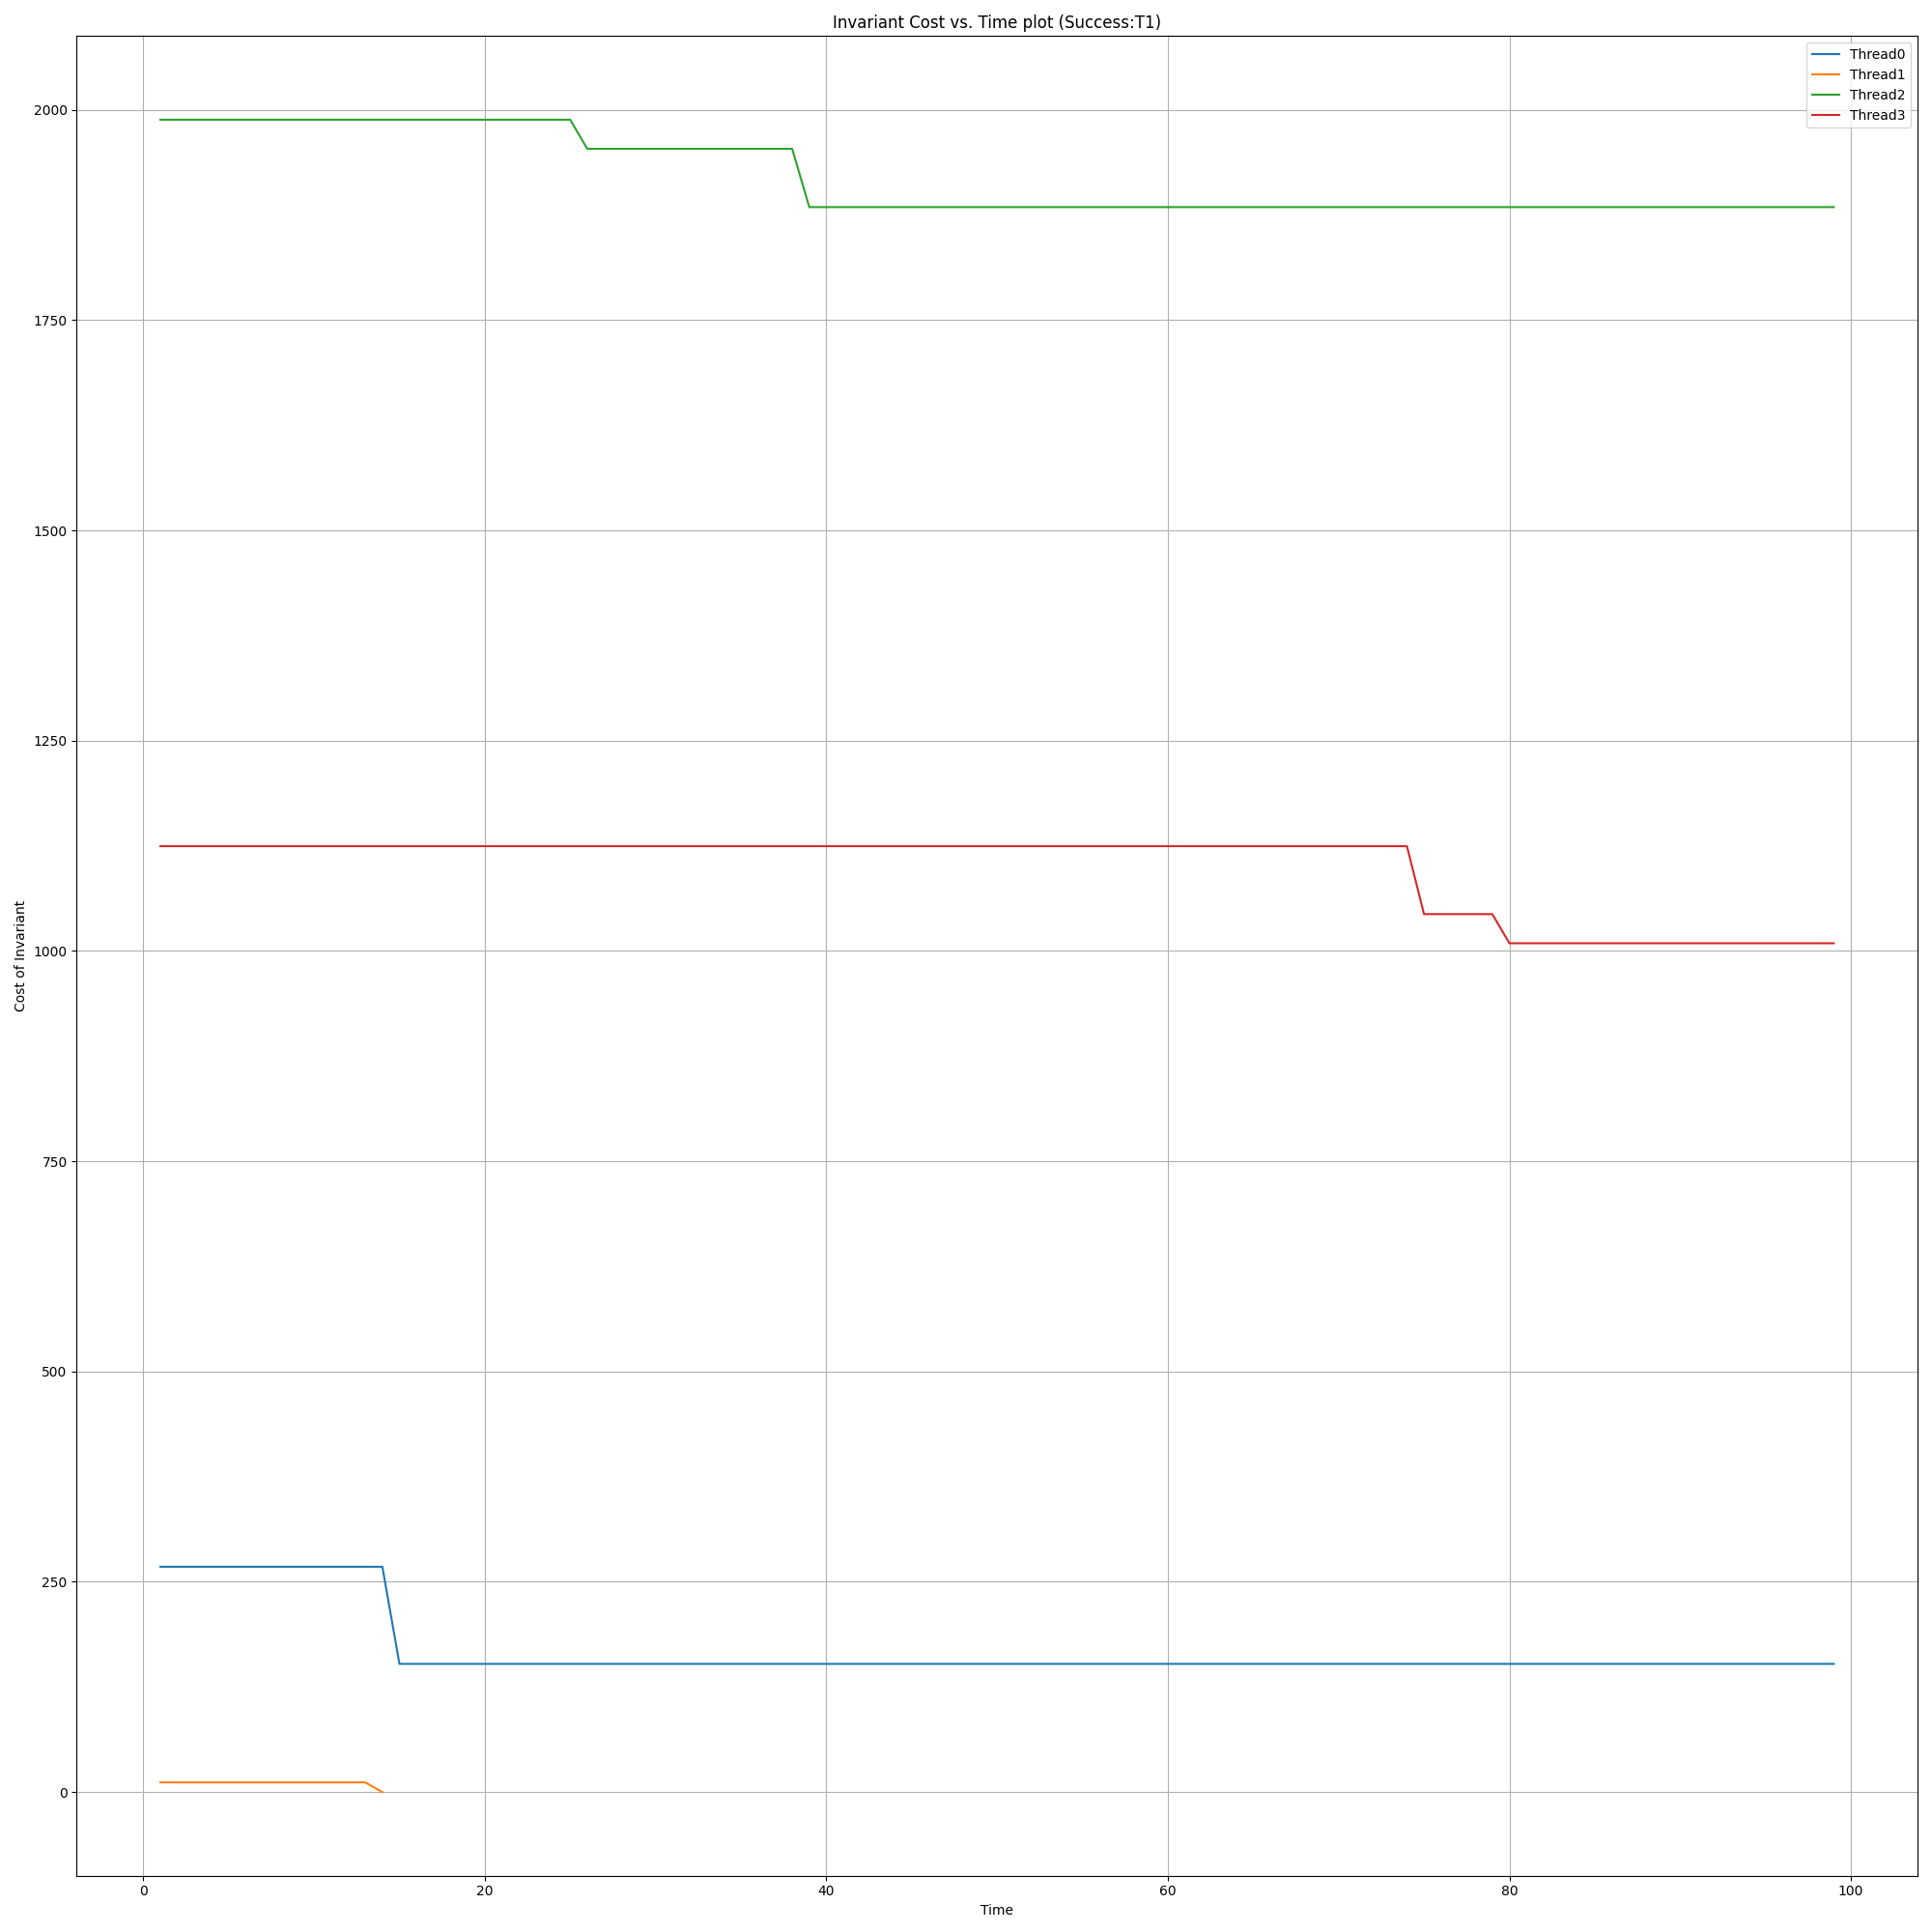 Invariant Cost vs. Time plot (Success:T1)
Thread0
Thread1
Thread2
Thread3
2000
1750
1500
1250
1000
750
500
250
0
Cost of Invariant
0 20 40 60 80 100
Time